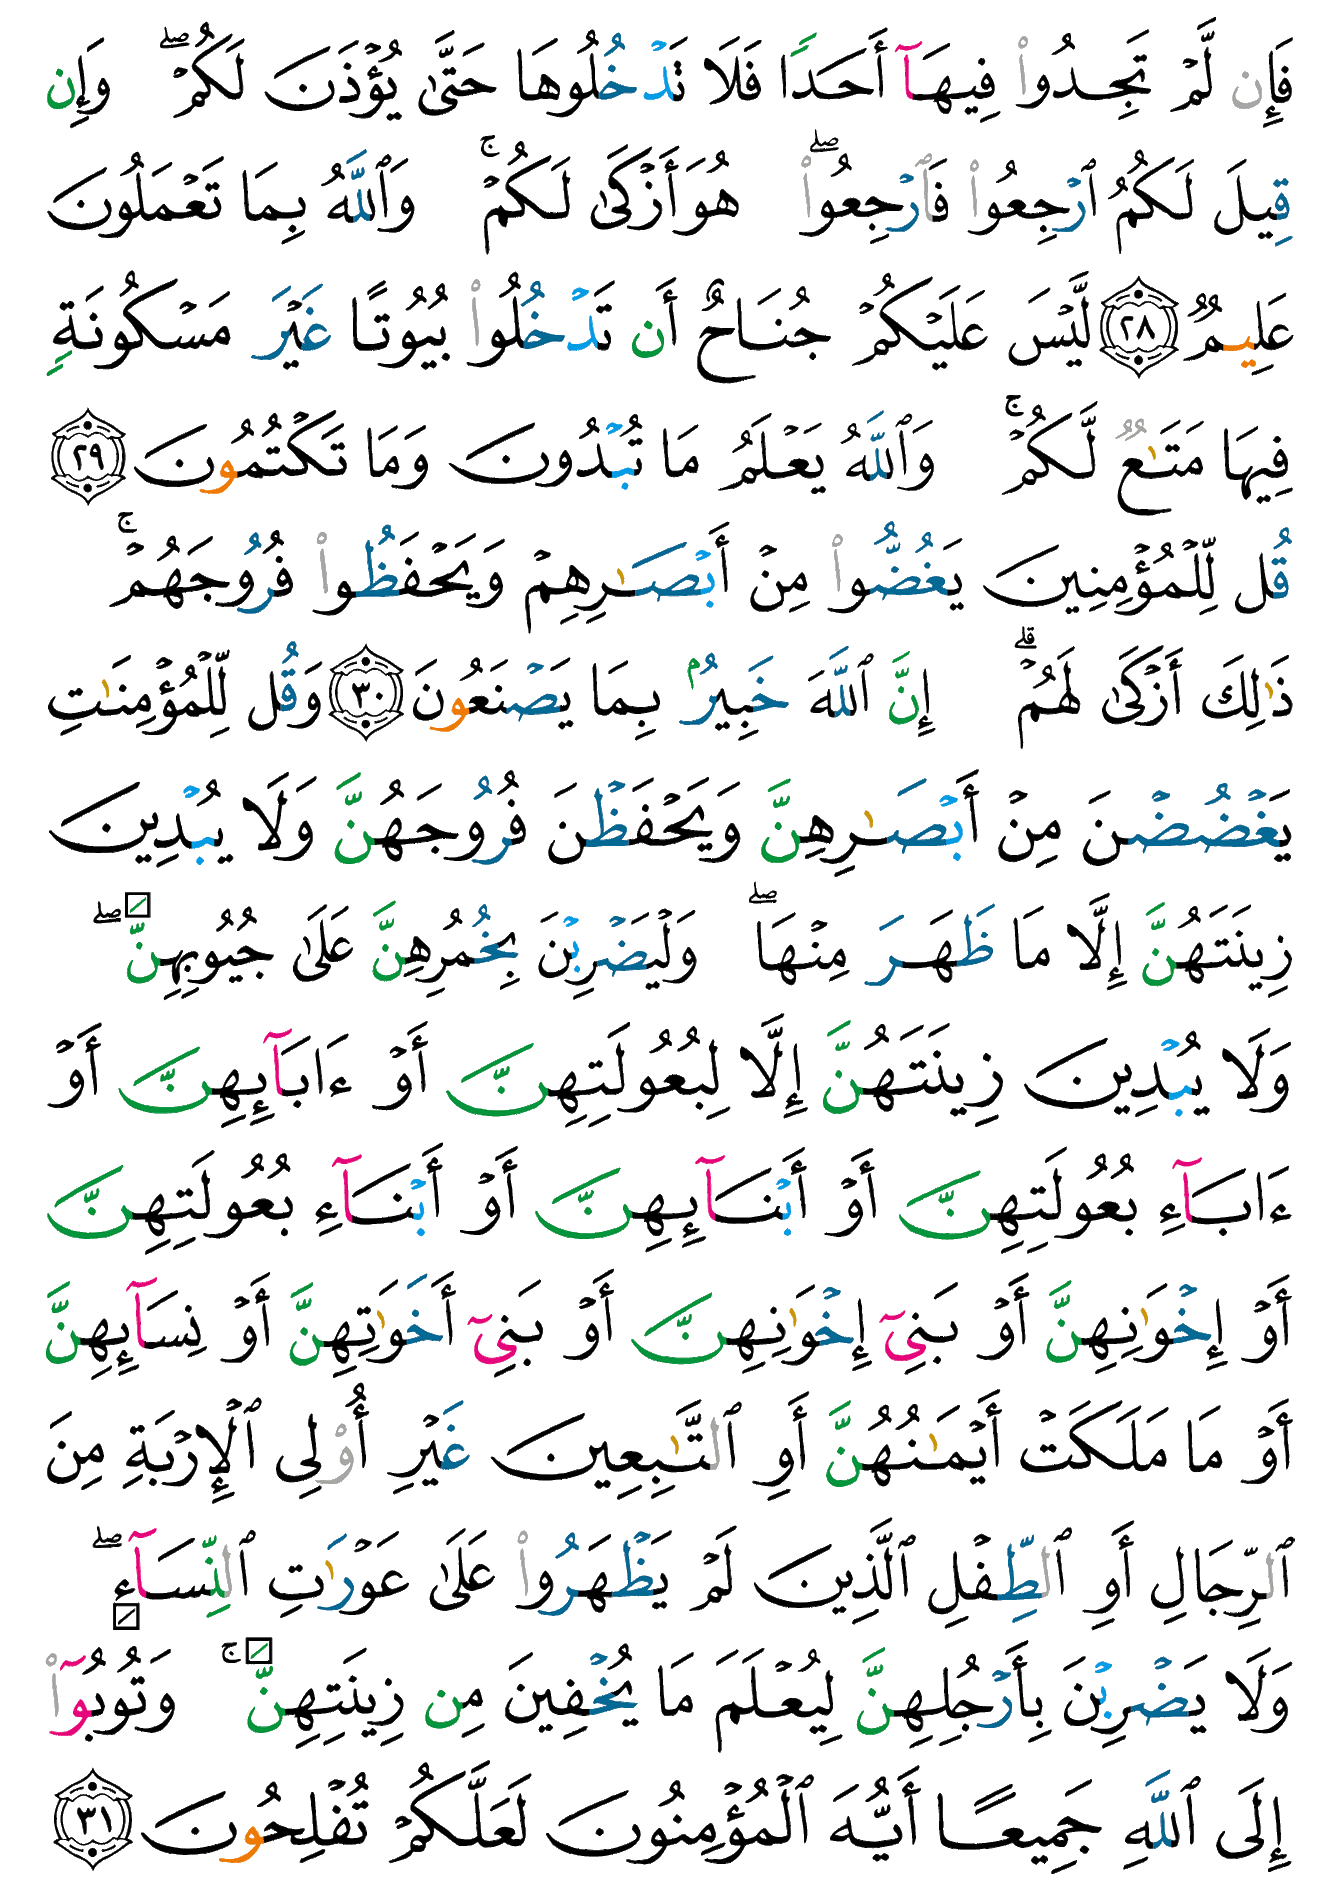 فَإِن لَّمْ تَجِدُوا۟ فِيهَآ أَحَدًا فَلَا تَدْخُلُوهَا حَتَّىٰ يُؤْذَنَ لَكُمْ ۖ وَإِن
قِيلَ لَكُمُ ٱرْجِعُوا۟ فَٱرْجِعُوا۟ ۖ هُوَ أَزْكَىٰ لَكُمْ ۚ وَٱللَّهُ بِمَا تَعْمَلُونَ
عَلِيمٌ ٢٨ لَّيْسَ عَلَيْكُمْ جُنَاحٌ أَن تَدْخُلُوا۟ بُيُوتًا غَيْرَ مَسْكُونَةٍ
فِيهَا مَتَـٰعٌ لَّكُمْ ۚ وَٱللَّهُ يَعْلَمُ مَا تُبْدُونَ وَمَا تَكْتُمُونَ ٢٩
قُل لِّلْمُؤْمِنِينَ يَغُضُّوا۟ مِنْ أَبْصَـٰرِهِمْ وَيَحْفَظُوا۟ فُرُوجَهُمْ ۚ
ذَٰلِكَ أَزْكَىٰ لَهُمْ ۗ إِنَّ ٱللَّهَ خَبِيرٌۢ بِمَا يَصْنَعُونَ ٣٠ وَقُل لِّلْمُؤْمِنَـٰتِ
يَغْضُضْنَ مِنْ أَبْصَـٰرِهِنَّ وَيَحْفَظْنَ فُرُوجَهُنَّ وَلَا يُبْدِينَ
زِينَتَهُنَّ إِلَّا مَا ظَهَرَ مِنْهَا ۖ وَلْيَضْرِبْنَ بِخُمُرِهِنَّ عَلَىٰ جُيُوبِهِنَّ ۖ
وَلَا يُبْدِينَ زِينَتَهُنَّ إِلَّا لِبُعُولَتِهِنَّ أَوْ ءَابَآئِهِنَّ أَوْ
ءَابَآءِ بُعُولَتِهِنَّ أَوْ أَبْنَآئِهِنَّ أَوْ أَبْنَآءِ بُعُولَتِهِنَّ
أَوْ إِخْوَٰنِهِنَّ أَوْ بَنِىٓ إِخْوَٰنِهِنَّ أَوْ بَنِىٓ أَخَوَٰتِهِنَّ أَوْ نِسَآئِهِنَّ
أَوْ مَا مَلَكَتْ أَيْمَـٰنُهُنَّ أَوِ ٱلتَّـٰبِعِينَ غَيْرِ أُو۟لِى ٱلْإِرْبَةِ مِنَ
ٱلرِّجَالِ أَوِ ٱلطِّفْلِ ٱلَّذِينَ لَمْ يَظْهَرُوا۟ عَلَىٰ عَوْرَٰتِ ٱلنِّسَآءِ ۖ
وَلَا يَضْرِبْنَ بِأَرْجُلِهِنَّ لِيُعْلَمَ مَا يُخْفِينَ مِن زِينَتِهِنَّ ۚ وَتُوبُوٓا۟
إِلَى ٱللَّهِ جَمِيعًا أَيُّهَ ٱلْمُؤْمِنُونَ لَعَلَّكُمْ تُفْلِحُونَ ٣١